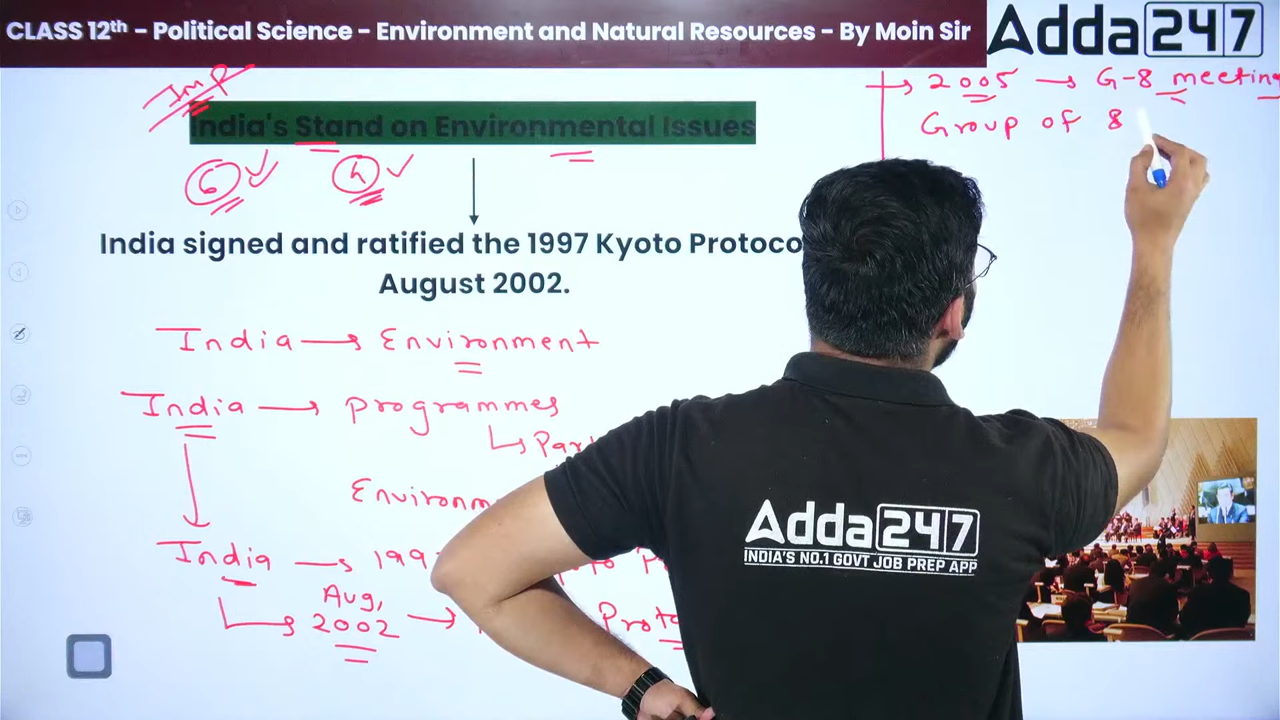 CLASS 12th – Political Science – Environment and Natural Resources - By Moin Sir
Adda247
Imp
→ 2005 → G-8 meeting
Group of 8
India's Stand on Environmental Issues
6 4
India signed and ratified the 1997 Kyoto Protoco
August 2002.
India → Environment
India → Programmes
Environm
India → 199
Aug,
2002 →
Adda247
INDIA'S NO.1 GOVT JOB PREP APP